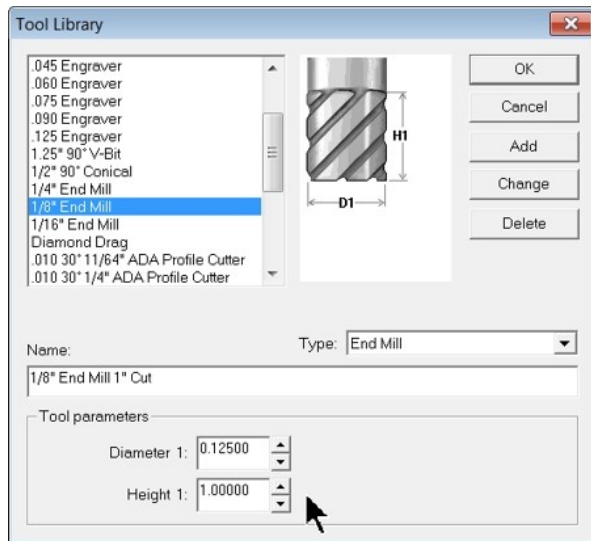 Tool Library
.045 Engraver
.060 Engraver
.075 Engraver
.090 Engraver
.125 Engraver
1.25" 90° V-Bit
1/2" 90° Conical
1/4" End Mill
1/8" End Mill
1/16" End Mill
Diamond Drag
.010 30° 11/64" ADA Profile Cutter
.010 30° 1/4" ADA Profile Cutter
H1
D1
OK
Cancel
Add
Change
Delete
Name:
Type: End Mill
1/8" End Mill 1" Cut
Tool parameters
Diameter 1: 0.12500
Height 1: 1.00000